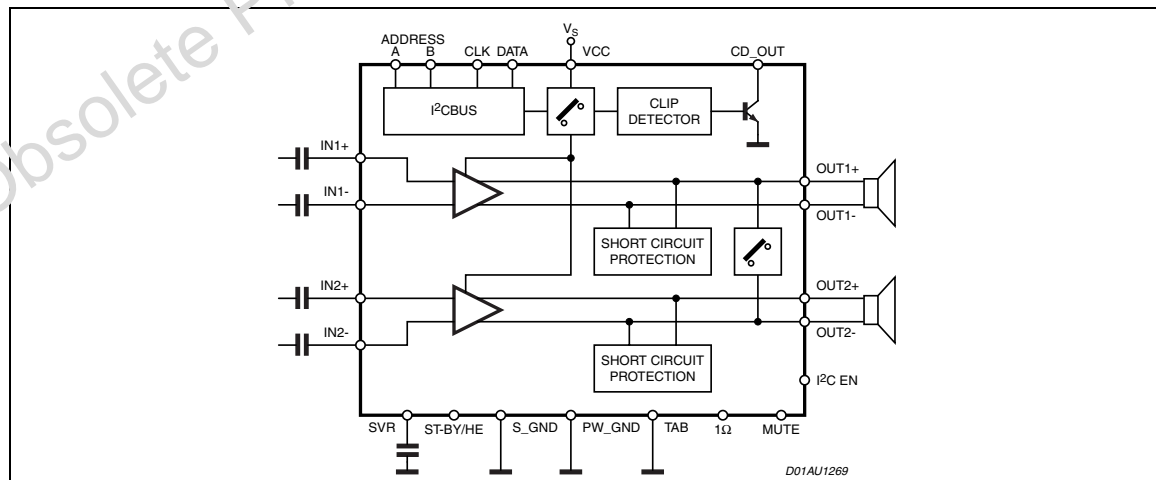 Obsolete
ADDRESS
A B CLK DATA
VS
VCC
CD_OUT
I²CBUS
CLIP
DETECTOR
IN1+
IN1-
OUT1+
OUT1-
SHORT CIRCUIT
PROTECTION
IN2+
IN2-
OUT2+
OUT2-
SHORT CIRCUIT
PROTECTION
I²C EN
SVR ST-BY/HE S_GND PW_GND TAB 1Ω MUTE
D01AU1269